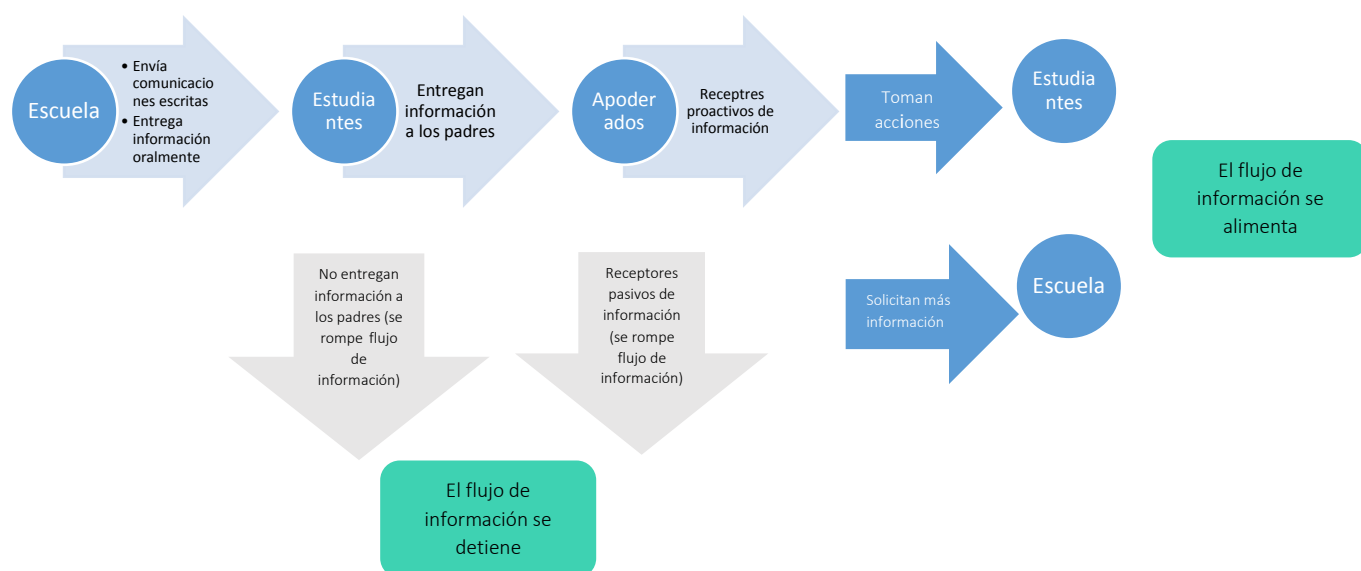 Escuela
• Envía
comunicacio
nes escritas
• Entrega
información
oralmente
Estudia
ntes
Entregan
información
a los padres
Apoder
ados
Receptres
proactivos de
información
Toman
acciones
Estudia
ntes
El flujo de
información se
alimenta
No entregan
información a
los padres (se
rompe flujo
de
información)
Receptores
pasivos de
información
(se rompe
flujo de
información)
Solicitan más
información
Escuela
El flujo de
información se
detiene